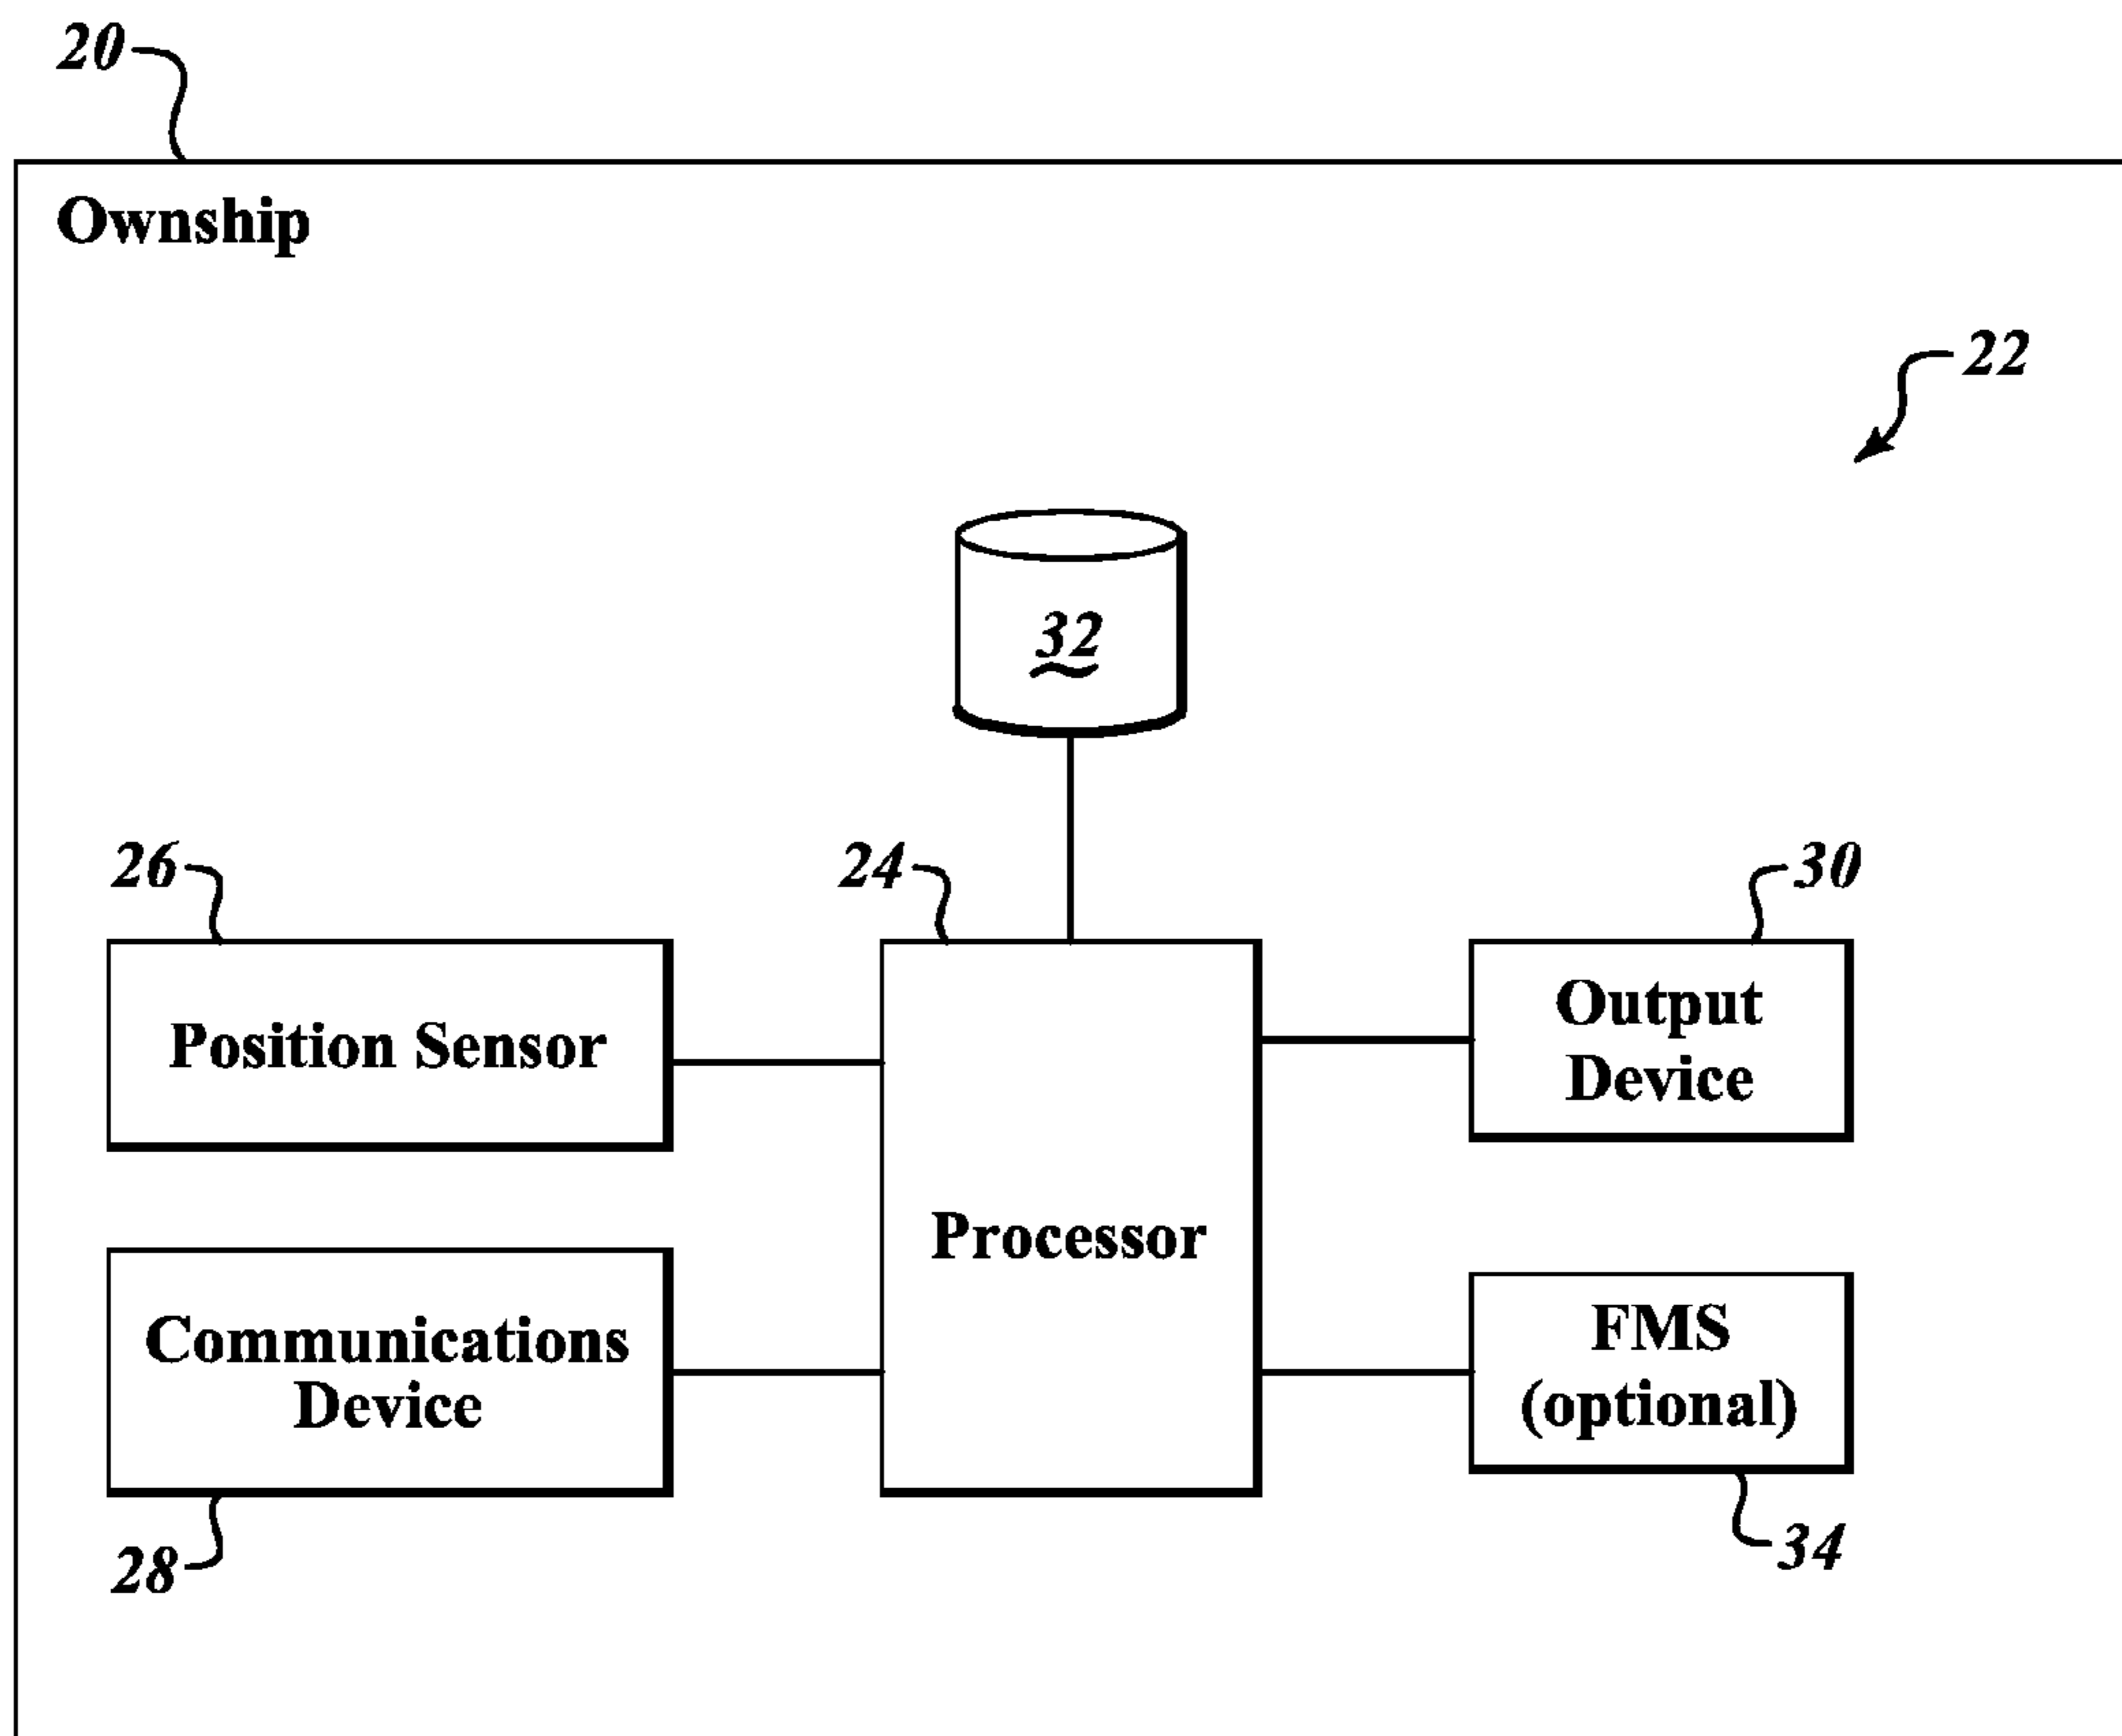 20
Ownship
22
32
26
24
30
Position Sensor
Output
Device
Processor
Communications
Device
FMS
(optional)
28
34